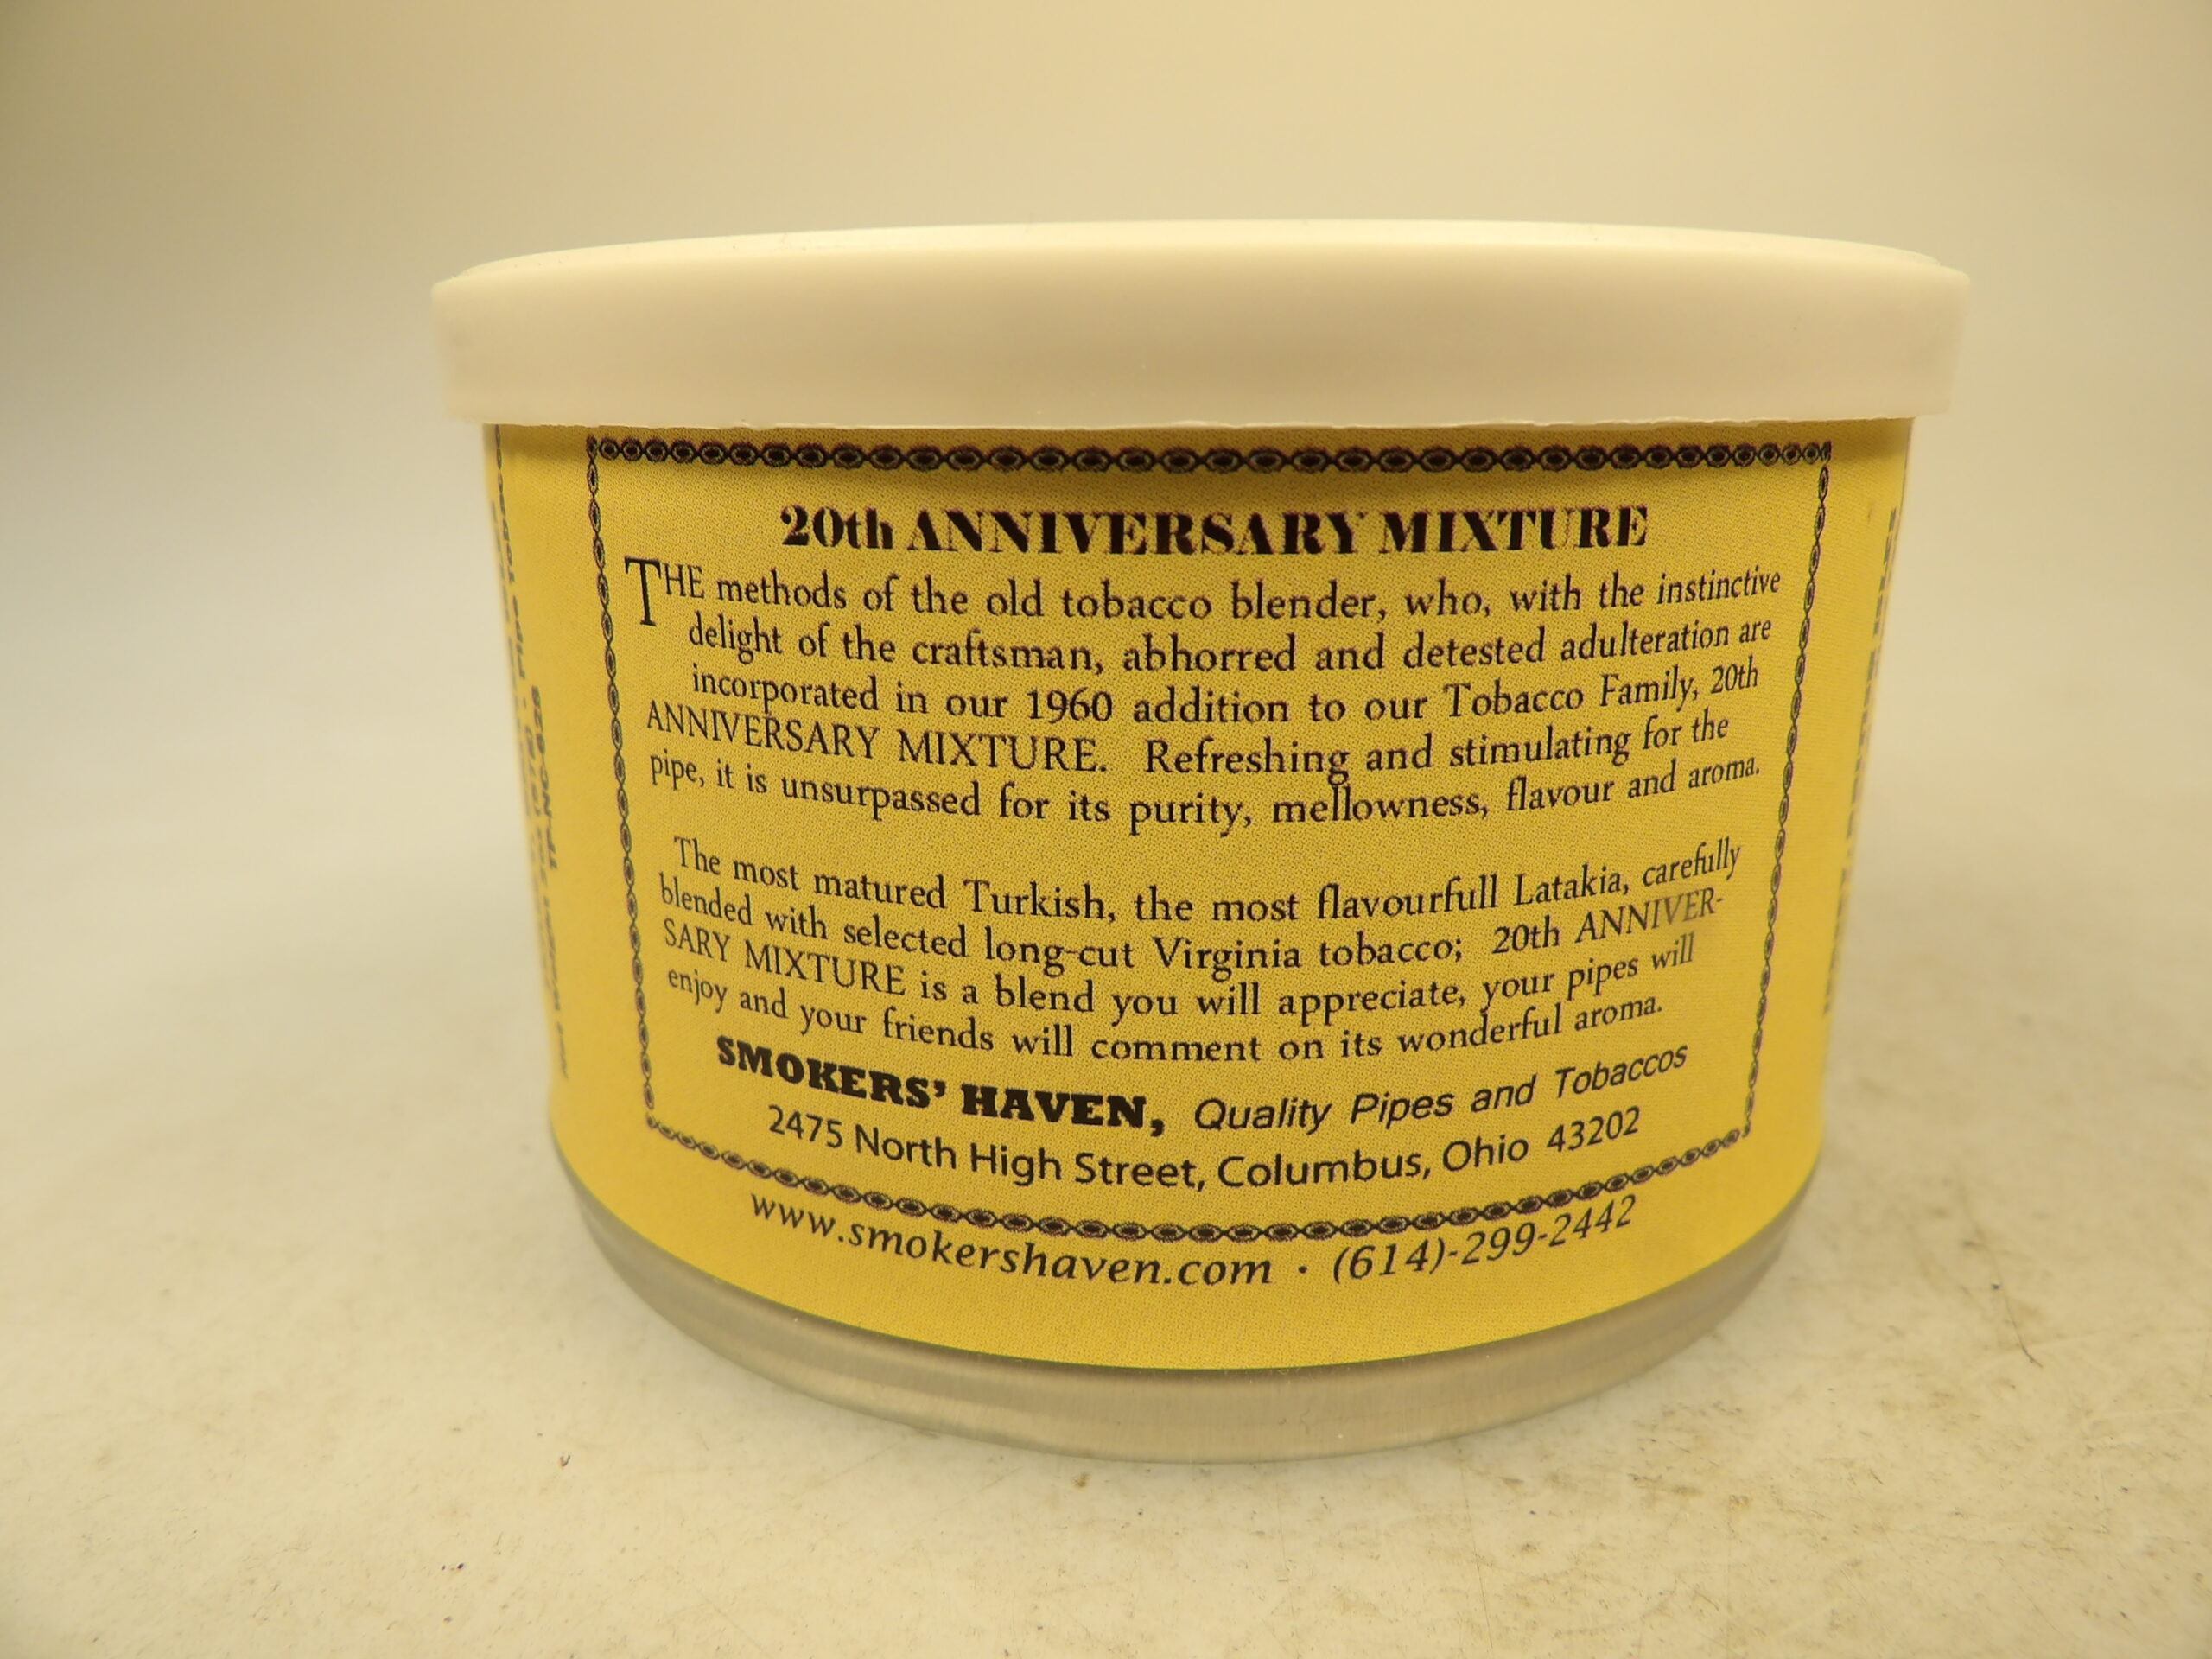 20th ANNIVERSARY MIXTURE
THE methods of the old tobacco blender, who, with the instinctive
delight of the craftsman, abhorred and detested adulteration are
incorporated in our 1960 addition to our Tobacco Family, 20th
ANNIVERSARY MIXTURE. Refreshing and stimulating for the
pipe, it is unsurpassed for its purity, mellowness, flavour and aroma.
The most matured Turkish, the most flavourfull Latakia, carefully
blended with selected long-cut Virginia tobacco; 20th ANNIVER-
SARY MIXTURE is a blend you will appreciate, your pipes will
enjoy and your friends will comment on its wonderful aroma.
SMOKERS' HAVEN, Quality Pipes and Tobaccos
2475 North High Street, Columbus, Ohio 43202
www.smokershaven.com · (614)-299-2442